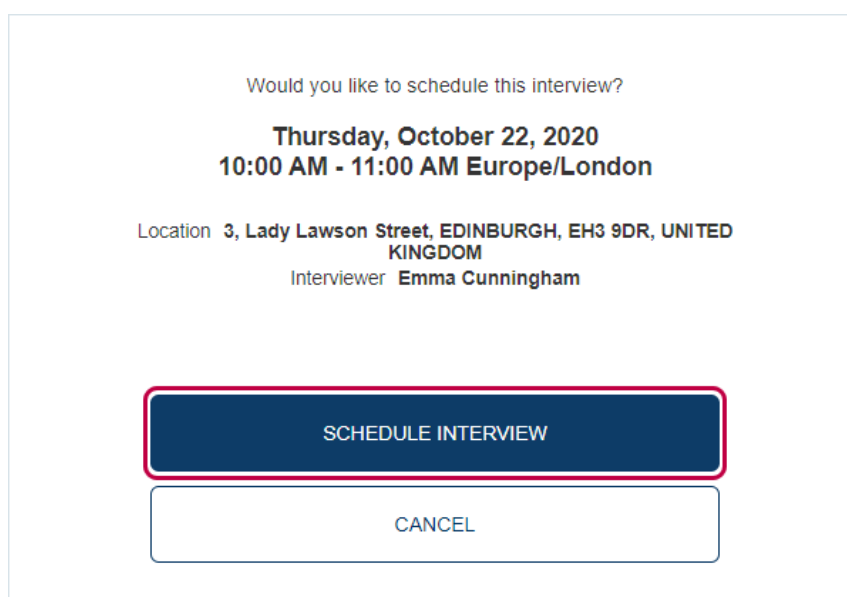 Would you like to schedule this interview?
Thursday, October 22, 2020
10:00 AM - 11:00 AM Europe/London
Location 3, Lady Lawson Street, EDINBURGH, EH3 9DR, UNITED
KINGDOM
Interviewer Emma Cunningham
SCHEDULE INTERVIEW
CANCEL